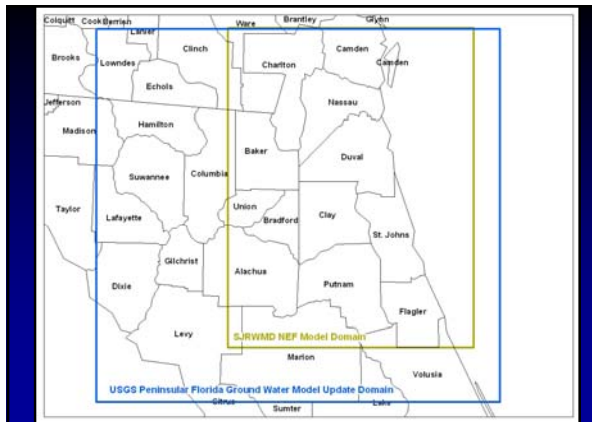 Colquitt Cook Berrien Ware Brantley Glynn
Lanier
Brooks Lowndes Clinch Camden
Charlton Camden
Echols
Jefferson Nassau
Madison Hamilton
Baker Duval
Suwannee Columbia
Taylor Union
Lafayette Bradford Clay
St. Johns
Gilchrist Alachua
Dixie Putnam
Flagler
Levy SJRWMD NEF Model Domain
Marion
Volusia
USGS Peninsular Florida Ground Water Model Update Domain
Citrus Lake
Sumter